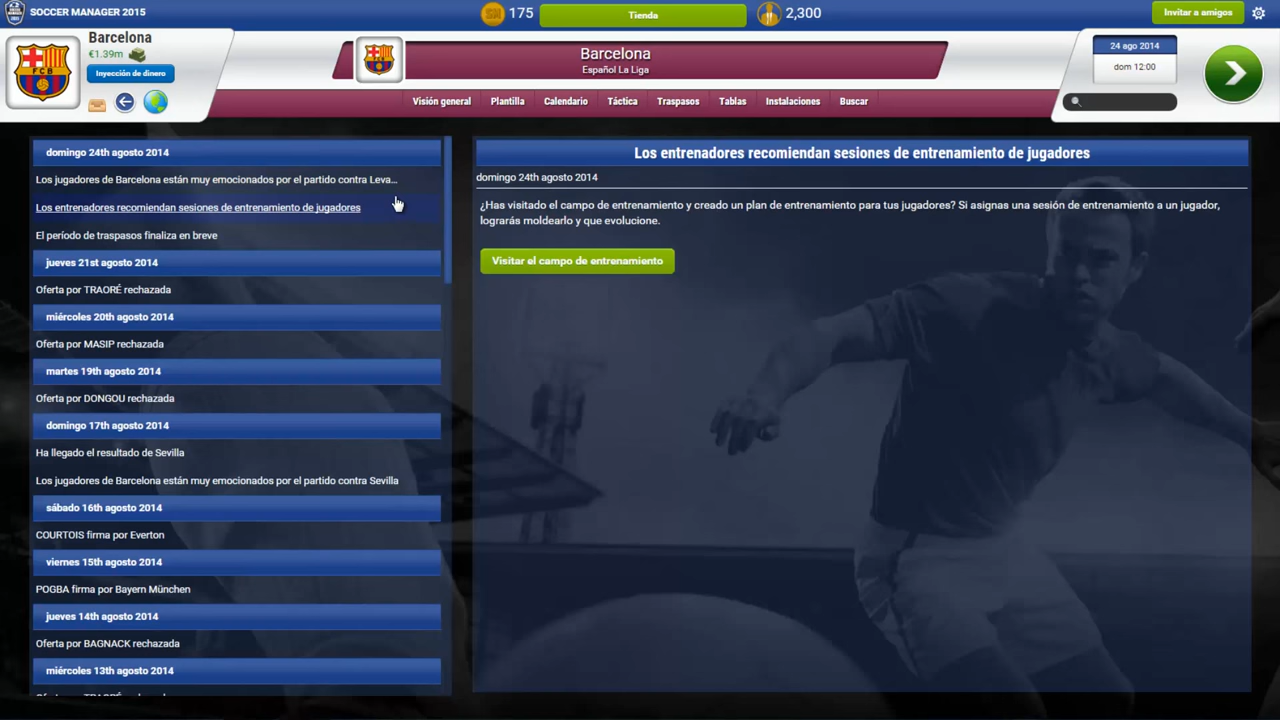 SOCCER MANAGER 2015
175
Tienda
2,300
Invitar a amigos
Barcelona
€1.39m
Inyección de dinero
Barcelona
Español La Liga
24 ago 2014
dom 12:00
Visión general
Plantilla
Calendario
Táctica
Traspasos
Tablas
Instalaciones
Buscar
domingo 24th agosto 2014
Los jugadores de Barcelona están muy emocionados por el partido contra Leva...
Los entrenadores recomiendan sesiones de entrenamiento de jugadores
El período de traspasos finaliza en breve
jueves 21st agosto 2014
Oferta por TRAORÉ rechazada
miércoles 20th agosto 2014
Oferta por MASIP rechazada
martes 19th agosto 2014
Oferta por DONGOU rechazada
domingo 17th agosto 2014
Ha llegado el resultado de Sevilla
Los jugadores de Barcelona están muy emocionados por el partido contra Sevilla
sábado 16th agosto 2014
COURTOIS firma por Everton
viernes 15th agosto 2014
POGBA firma por Bayern München
jueves 14th agosto 2014
Oferta por BAGNACK rechazada
miércoles 13th agosto 2014
Oferta por TRAORÉ rechazada
Los entrenadores recomiendan sesiones de entrenamiento de jugadores
domingo 24th agosto 2014
¿Has visitado el campo de entrenamiento y creado un plan de entrenamiento para tus jugadores? Si asignas una sesión de entrenamiento a un jugador,
lograrás moldearlo y que evolucione.
Visitar el campo de entrenamiento